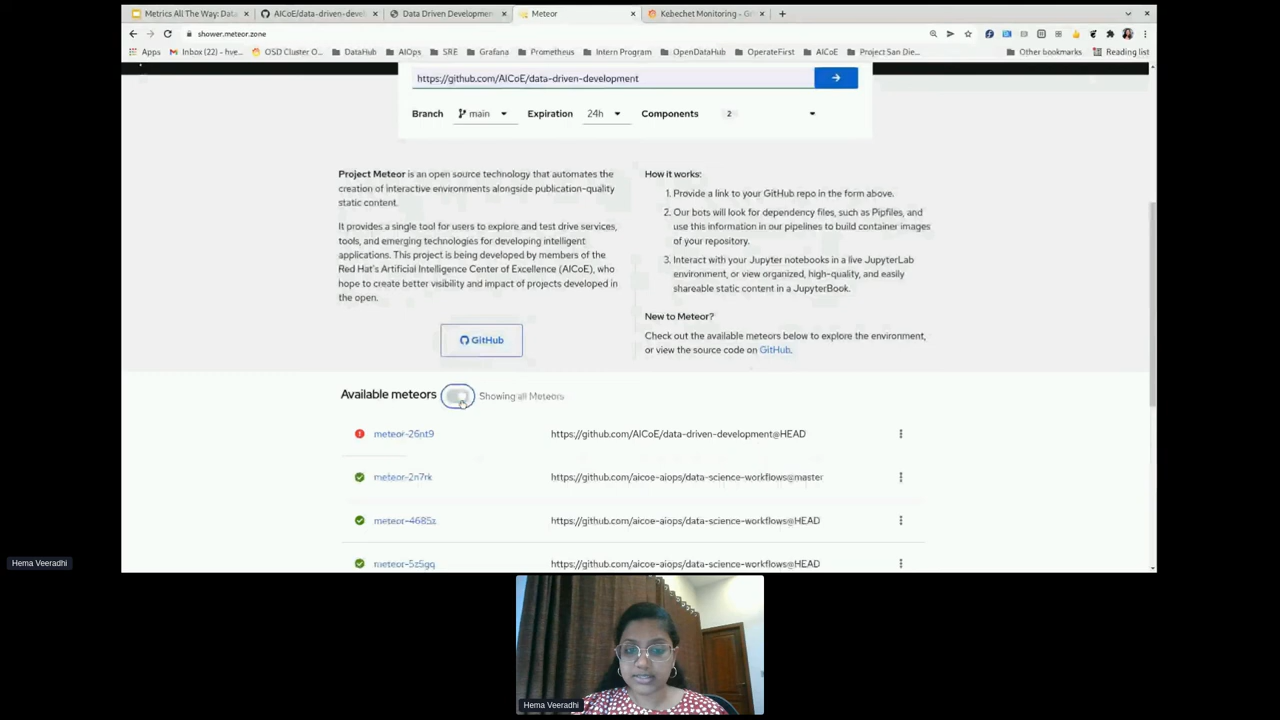 Metrics All The Way: Dat
AICoE/data-driven-devel
Data Driven Development
Meteor
Kebechet Monitoring - Gr
shower.meteor.zone
Apps
Inbox (22) - hve...
OSD Cluster O...
DataHub
AIOps
SRE
Grafana
Prometheus
Intern Program
OpenDataHub
OperateFirst
AICoE
Project San Die...
Other bookmarks
Reading list
https://github.com/AICoE/data-driven-development
Branch
main
Expiration
24h
Components
2
Project Meteor is an open source technology that automates the
creation of interactive environments alongside publication-quality
static content.
It provides a single tool for users to explore and test drive services,
tools, and emerging technologies for developing intelligent
applications. This project is being developed by members of the
Red Hat's Artificial Intelligence Center of Excellence (AICoE), who
hope to create better visibility and impact of projects developed in
the open.
GitHub
How it works:
1. Provide a link to your GitHub repo in the form above.
2. Our bots will look for dependency files, such as Pipfiles, and
use this information in our pipelines to build container images
of your repository.
3. Interact with your Jupyter notebooks in a live JupyterLab
environment, or view organized, high-quality, and easily
shareable static content in a JupyterBook.
New to Meteor?
Check out the available meteors below to explore the environment,
or view the source code on GitHub.
Available meteors
Showing all Meteors
meteor-26nt9
https://github.com/AICoE/data-driven-development@HEAD
meteor-2n7rk
https://github.com/aicoe-aiops/data-science-workflows@master
meteor-4685z
https://github.com/aicoe-aiops/data-science-workflows@HEAD
meteor-5z5gq
https://github.com/aicoe-aiops/data-science-workflows@HEAD
Hema Veeradhi
Hema Veeradhi